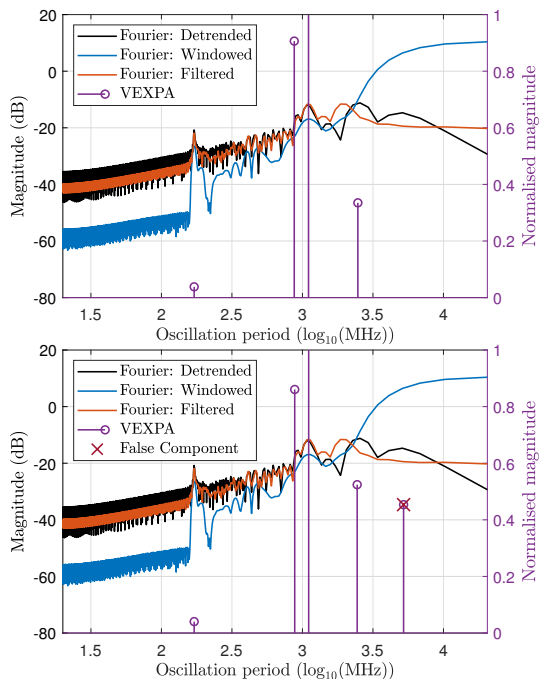 Fourier: Detrended
Fourier: Windowed
Fourier: Filtered
VEXPA
Magnitude (dB)
20
0
-20
-40
-60
-80
1
0.8
0.6
0.4
0.2
0
Normalised magnitude
1.5 2 2.5 3 3.5 4
Oscillation period (log10(MHz))
Fourier: Detrended
Fourier: Windowed
Fourier: Filtered
VEXPA
False Component
Magnitude (dB)
20
0
-20
-40
-60
-80
1
0.8
0.6
0.4
0.2
0
Normalised magnitude
1.5 2 2.5 3 3.5 4
Oscillation period (log10(MHz))